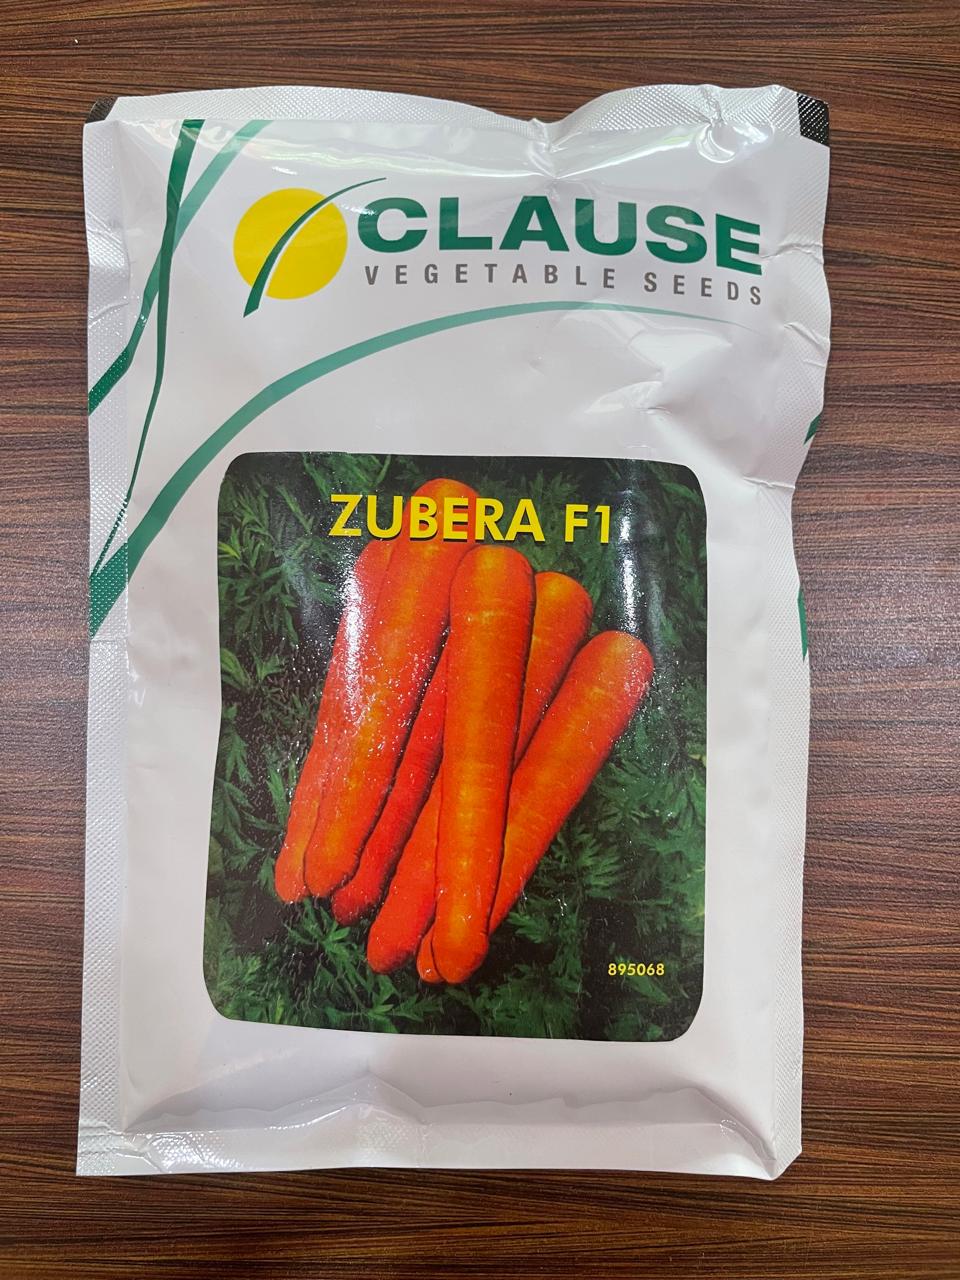 CLAUSE
VEGETABLE SEEDS
ZUBERA F1
895068